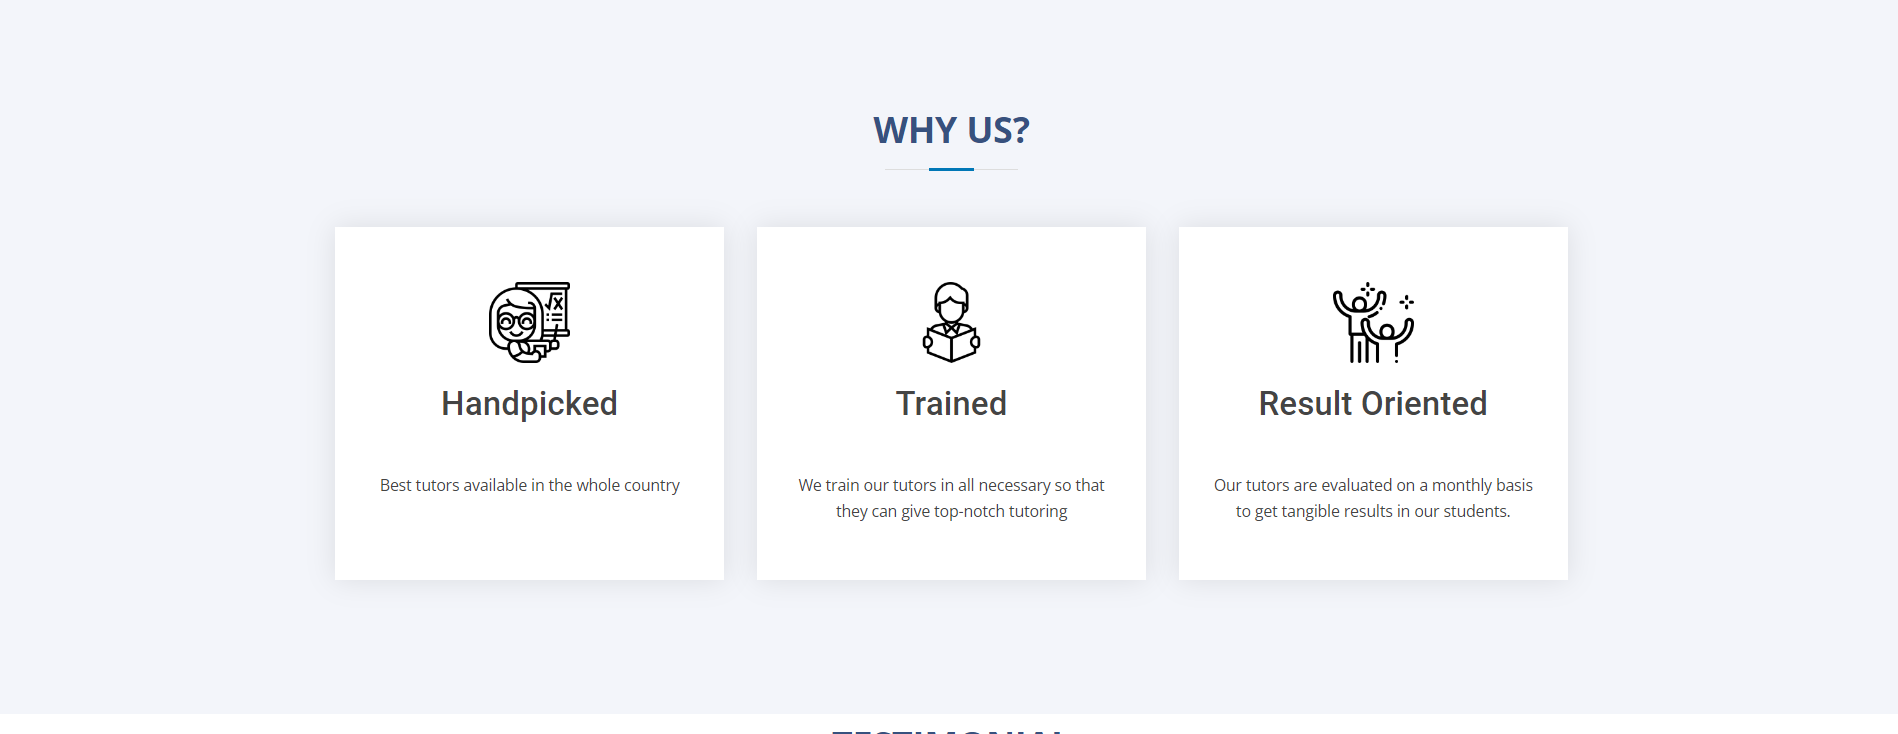 WHY US?
Handpicked
Best tutors available in the whole country
Trained
We train our tutors in all necessary so that
they can give top-notch tutoring
Result Oriented
Our tutors are evaluated on a monthly basis
to get tangible results in our students.